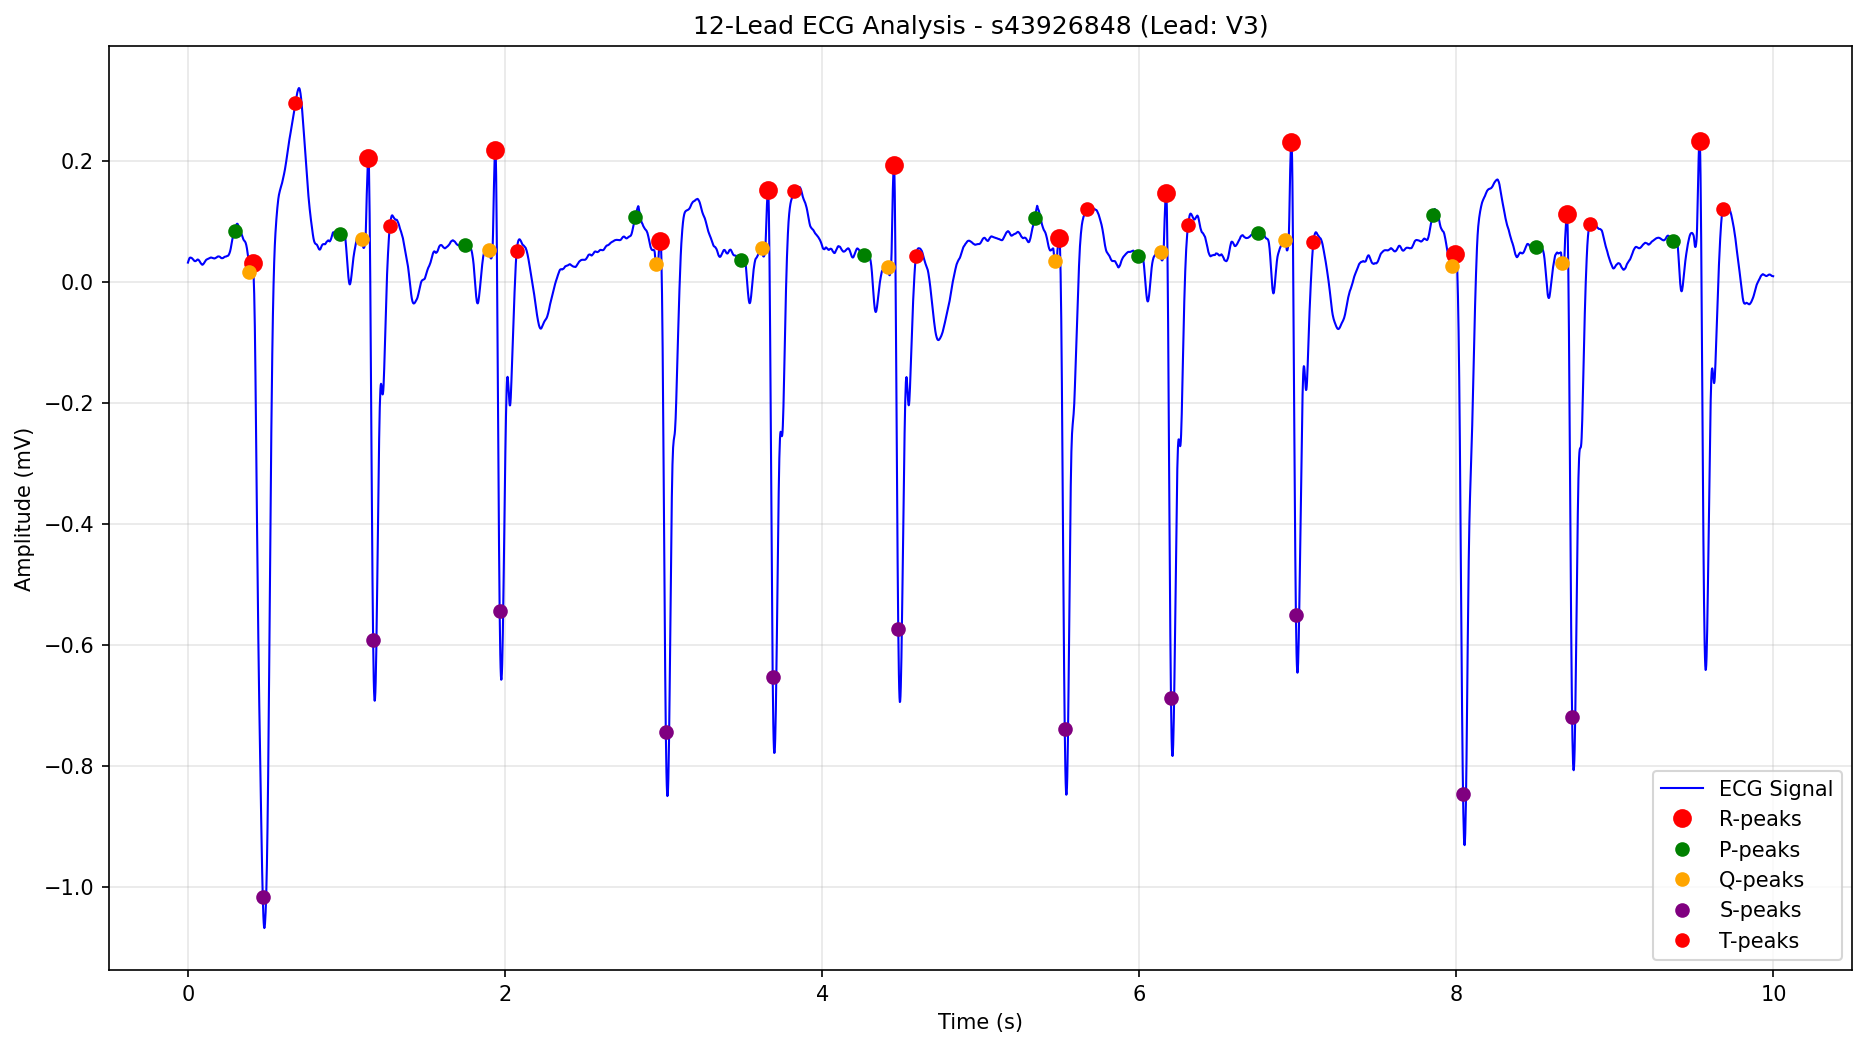 12-Lead ECG Analysis - s43926848 (Lead: V3)
Amplitude (mV)
0.2
0.0
−0.2
−0.4
−0.6
−0.8
−1.0
0 2 4 6 8 10
Time (s)
ECG Signal
R-peaks
P-peaks
Q-peaks
S-peaks
T-peaks